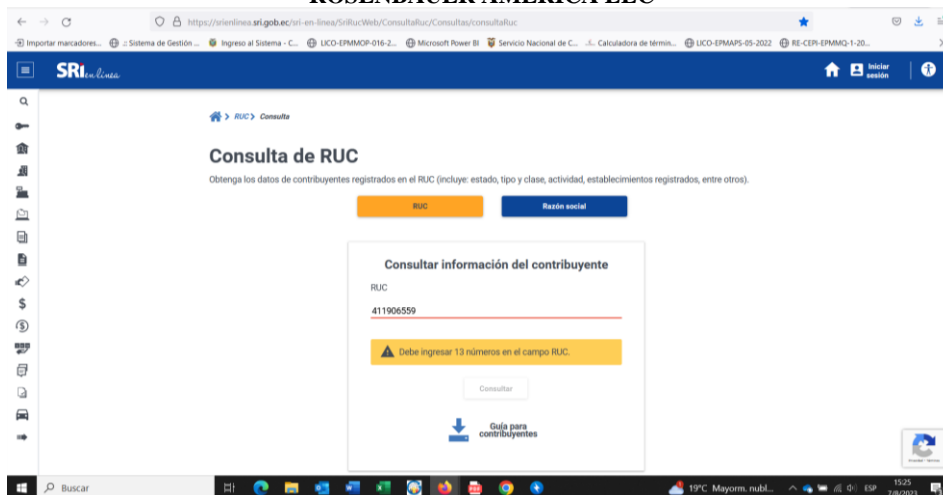 ROSENBAUER AMERICA LLC
https://srienlinea.sri.gob.ec/sri-en-linea/SriRucWeb/ConsultaRuc/Consultas/consultaRuc
Importar marcadores... .:: Sistema de Gestión ... Ingreso al Sistema - C... LICO-EPMMOP-016-2... Microsoft Power BI Servicio Nacional de C... Calculadora de términ... LICO-EPMAPS-05-2022 RE-CEPI-EPMMQ-1-20...
SRi en línea
Iniciar sesión
RUC > Consulta
Consulta de RUC
Obtenga los datos de contribuyentes registrados en el RUC (incluye: estado, tipo y clase, actividad, establecimientos registrados, entre otros).
RUC Razón social
Consultar información del contribuyente
RUC
411906559
Debe ingresar 13 números en el campo RUC.
Consultar
Guía para
contribuyentes
Buscar 19°C Mayorm. nubl... ESP 15:25
7/8/2023